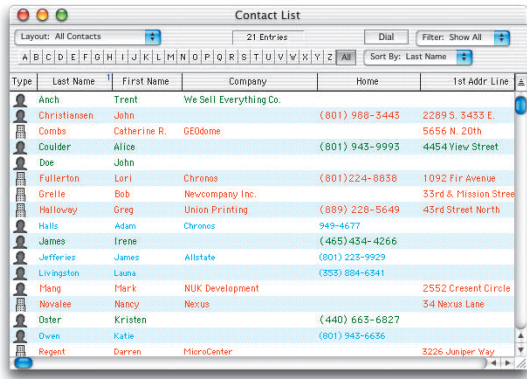 Contact List
Layout: All Contacts 21 Entries Dial Filter: Show All
A B C D E F G H I J K L M N O P Q R S T U V W X Y Z All Sort By: Last Name
Type Last Name 1 First Name Company Home 1st Addr Line
Anch Trent We Sell Everything Co.
Christiansen John (801) 988-3443 2289 S. 3433 E.
Combs Catherine R. GEOdome 5656 N. 20th
Coulder Alice (801) 943-9993 4454 View Street
Doe John
Fullerton Lori Chronos (801)224-8838 1092 Fir Avenue
Grelle Bob Newcompany Inc. 33rd & Mission Stree
Halloway Greg Union Printing (889) 228-5649 43rd Street North
Halls Adam Chronos 949-4677
James Irene (465)434-4266
Jefferies James Allstate (801) 223-9929
Livingston Launa (353) 884-6341
Mang Mark NUK Development 2552 Cresent Circle
Novalee Nancy Nexus 34 Nexus Lane
Oster Kristen (440) 663-6827
Owen Katie (801) 943-6636
Regent Darren MicroCenter 3226 Juniper Way